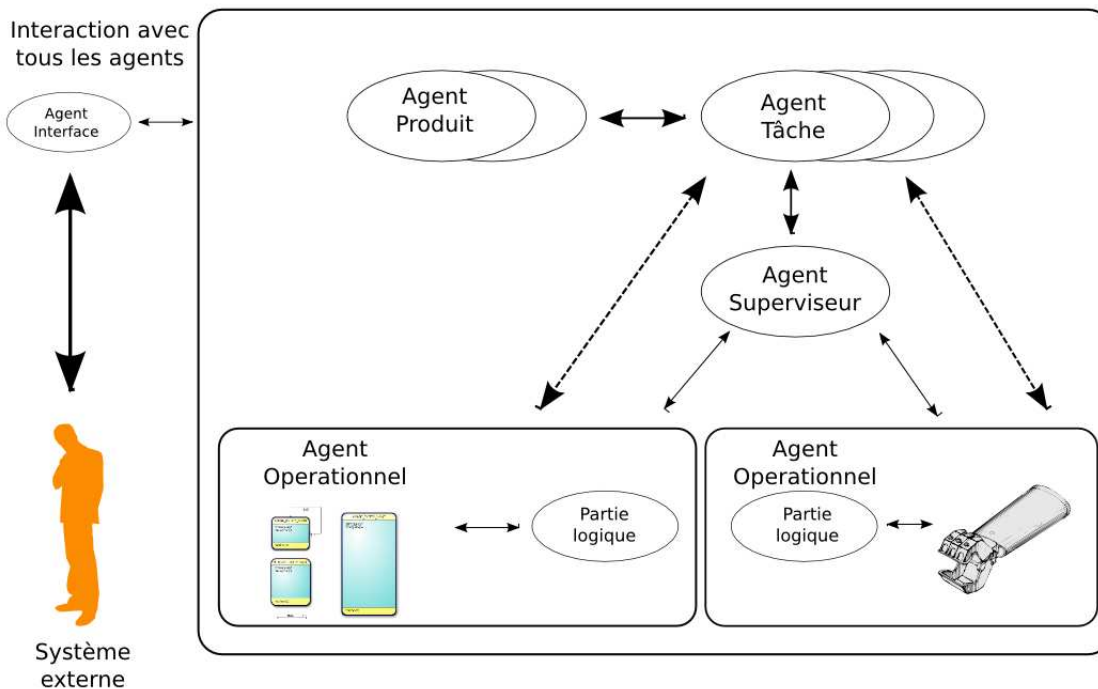 Interaction avec
tous les agents
Agent
Interface
Agent
Produit
Agent
Tâche
Agent
Superviseur
Agent
Operationnel
Partie
logique
Agent
Operationnel
Partie
logique
Système
externe